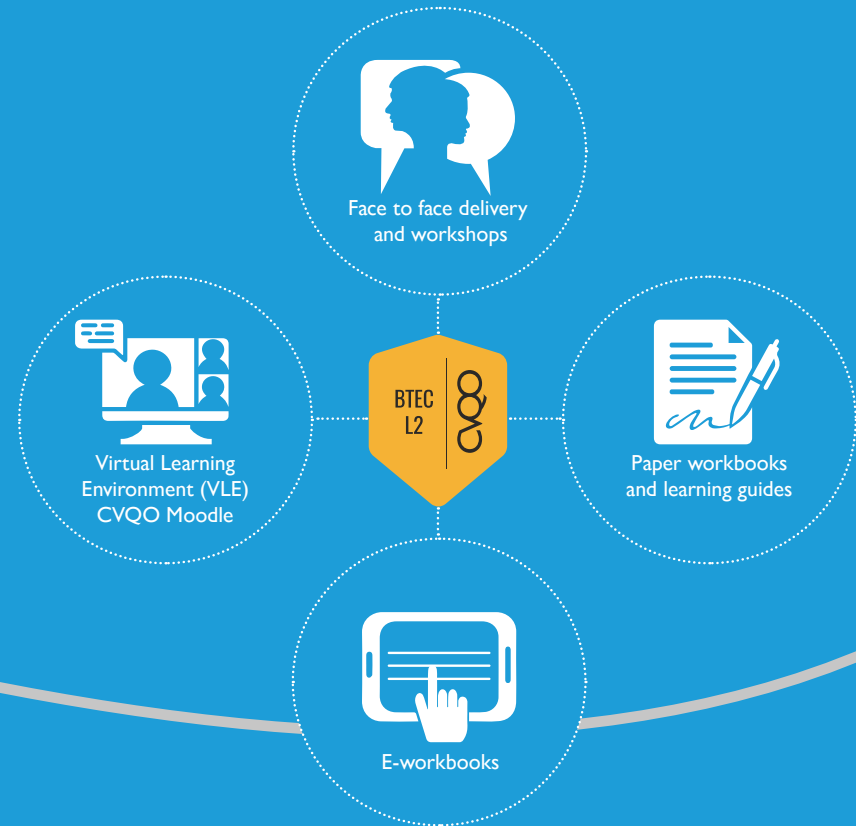 Face to face delivery
and workshops
BTEC
L2
CVQO
Virtual Learning
Environment (VLE)
CVQO Moodle
Paper workbooks
and learning guides
E-workbooks